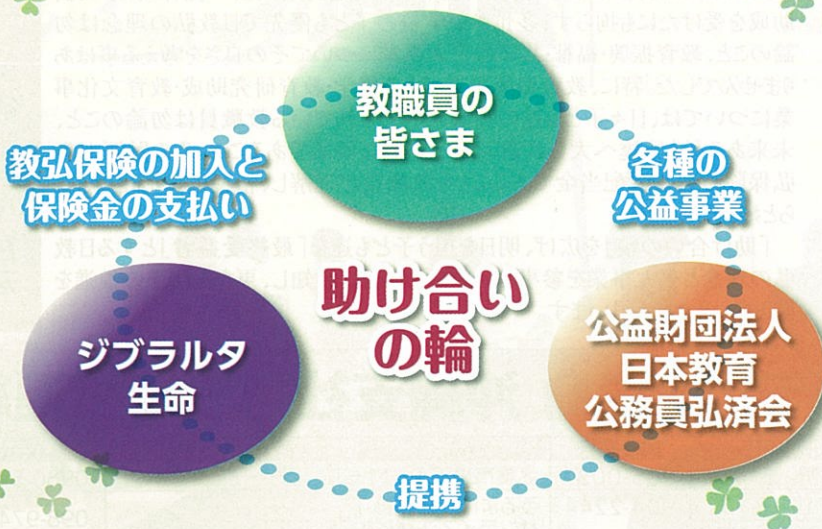 教職員の
皆さま
教弘保険の加入と
保険金の支払い
各種の
公益事業
助け合い
の輪
ジブラルタ
生命
公益財団法人
日本教育
公務員弘済会
提携